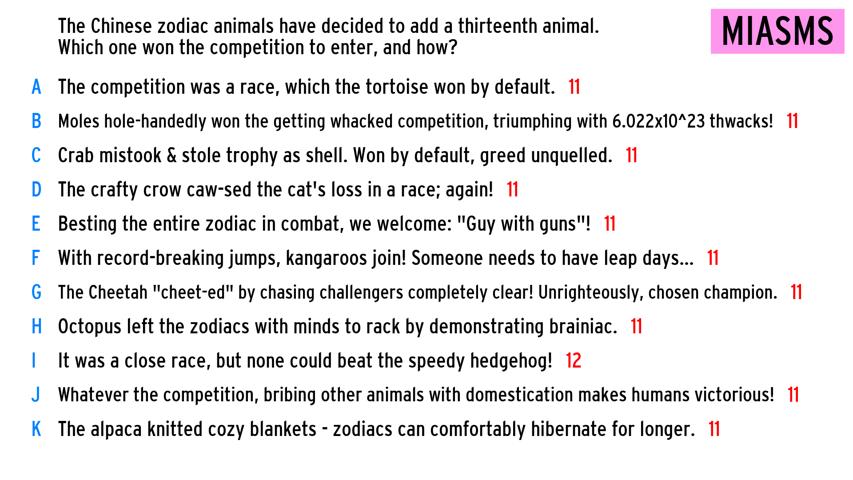 The Chinese zodiac animals have decided to add a thirteenth animal.
Which one won the competition to enter, and how?
MIASMS
A The competition was a race, which the tortoise won by default. 11
B Moles hole-handedly won the getting whacked competition, triumphing with 6.022x10^23 thwacks! 11
C Crab mistook & stole trophy as shell. Won by default, greed unquelled. 11
D The crafty crow caw-sed the cat's loss in a race; again! 11
E Besting the entire zodiac in combat, we welcome: "Guy with guns"! 11
F With record-breaking jumps, kangaroos join! Someone needs to have leap days... 11
G The Cheetah "cheet-ed" by chasing challengers completely clear! Unrighteously, chosen champion. 11
H Octopus left the zodiacs with minds to rack by demonstrating brainiac. 11
I It was a close race, but none could beat the speedy hedgehog! 12
J Whatever the competition, bribing other animals with domestication makes humans victorious! 11
K The alpaca knitted cozy blankets - zodiacs can comfortably hibernate for longer. 11